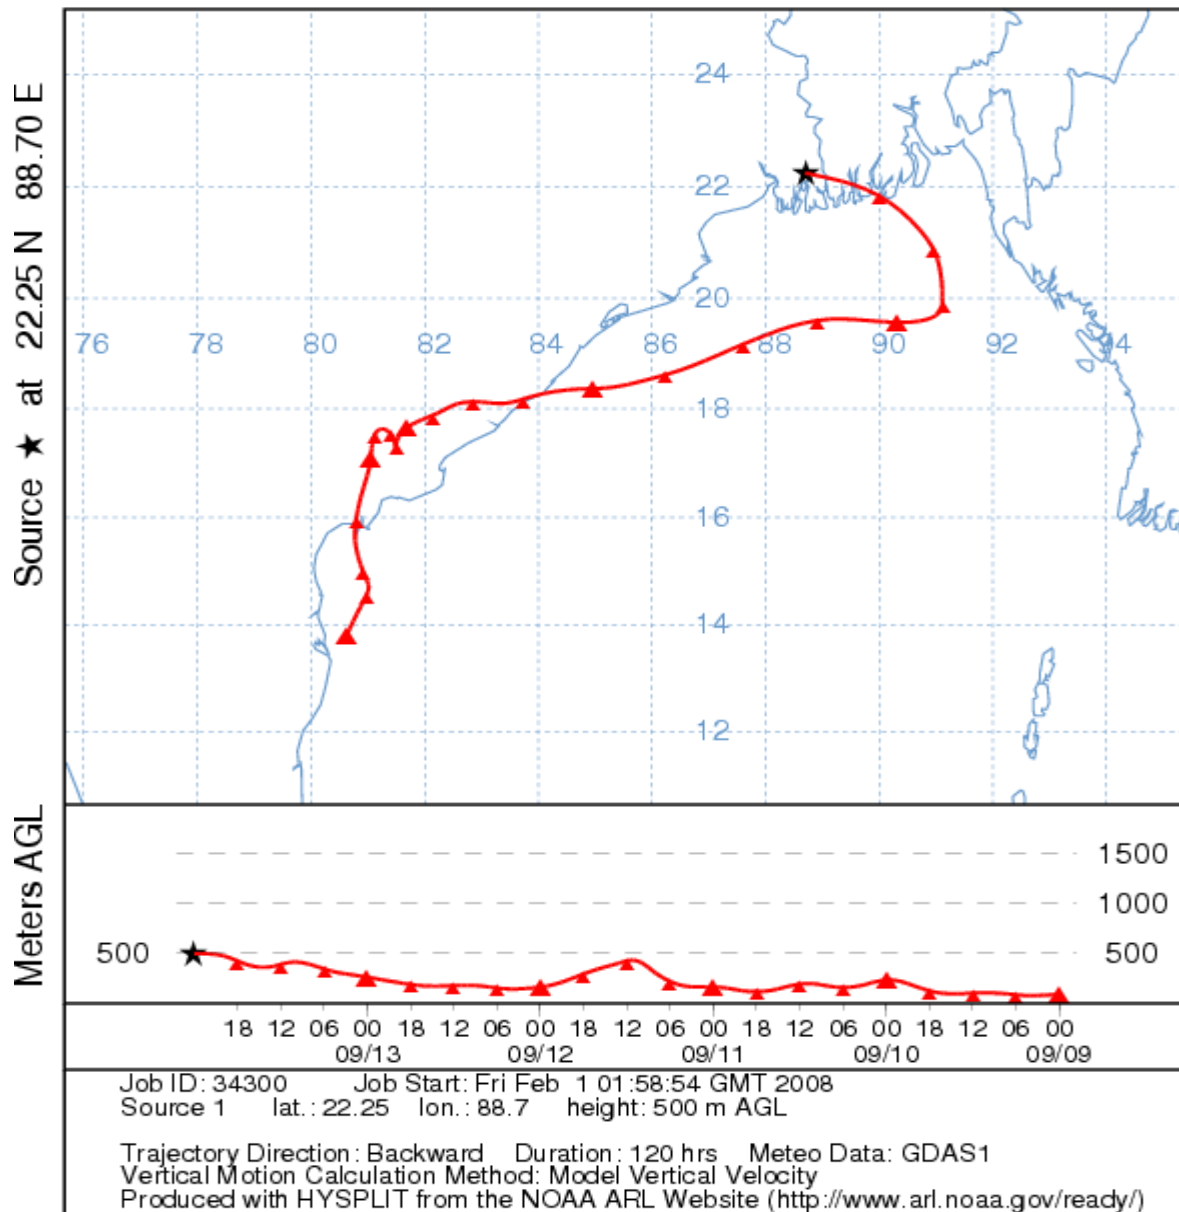 Source ★ at 22.25 N 88.70 E
24
22
20
76 78 80 82 84 86 88 90 92 94
18
16
14
12
Meters AGL
1500
1000
500 500
18 12 06 00 18 12 06 00 18 12 06 00 18 12 06 00 18 12 06 00
09/13 09/12 09/11 09/10 09/09
Job ID: 34300 Job Start: Fri Feb 1 01:58:54 GMT 2008
Source 1 lat.: 22.25 lon.: 88.7 height: 500 m AGL
Trajectory Direction: Backward Duration: 120 hrs Meteo Data: GDAS1
Vertical Motion Calculation Method: Model Vertical Velocity
Produced with HYSPLIT from the NOAA ARL Website (http://www.arl.noaa.gov/ready/)